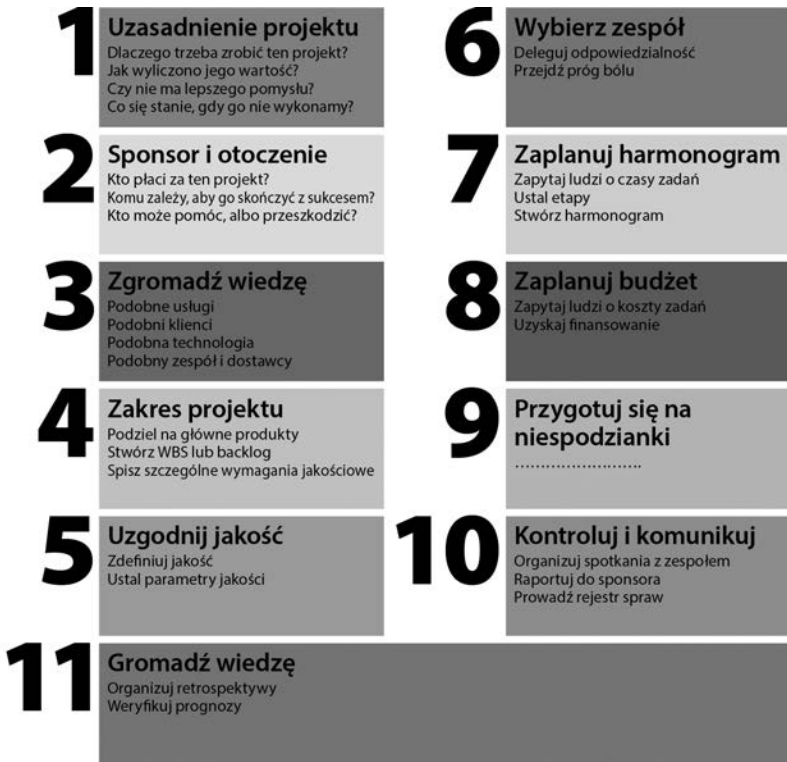 1
Uzasadnienie projektu
Dlaczego trzeba zrobić ten projekt?
Jak wyliczono jego wartość?
Czy nie ma lepszego pomysłu?
Co się stanie, gdy go nie wykonamy?
2
Sponsor i otoczenie
Kto płaci za ten projekt?
Komu zależy, aby go skończyć z sukcesem?
Kto może pomóc, albo przeszkodzić?
3
Zgromadź wiedzę
Podobne usługi
Podobni klienci
Podobna technologia
Podobny zespół i dostawcy
4
Zakres projektu
Podziel na główne produkty
Stwórz WBS lub backlog
Spisz szczególne wymagania jakościowe
5
Uzgodnij jakość
Zdefiniuj jakość
Ustal parametry jakości
6
Wybierz zespół
Deleguj odpowiedzialność
Przejdź próg bólu
7
Zaplanuj harmonogram
Zapytaj ludzi o czasy zadań
Ustal etapy
Stwórz harmonogram
8
Zaplanuj budżet
Zapytaj ludzi o koszty zadań
Uzyskaj finansowanie
9
Przygotuj się na
niespodzianki
........................
10
Kontroluj i komunikuj
Organizuj spotkania z zespołem
Raportuj do sponsora
Prowadź rejestr spraw
11
Gromadź wiedzę
Organizuj retrospektywy
Weryfikuj prognozy